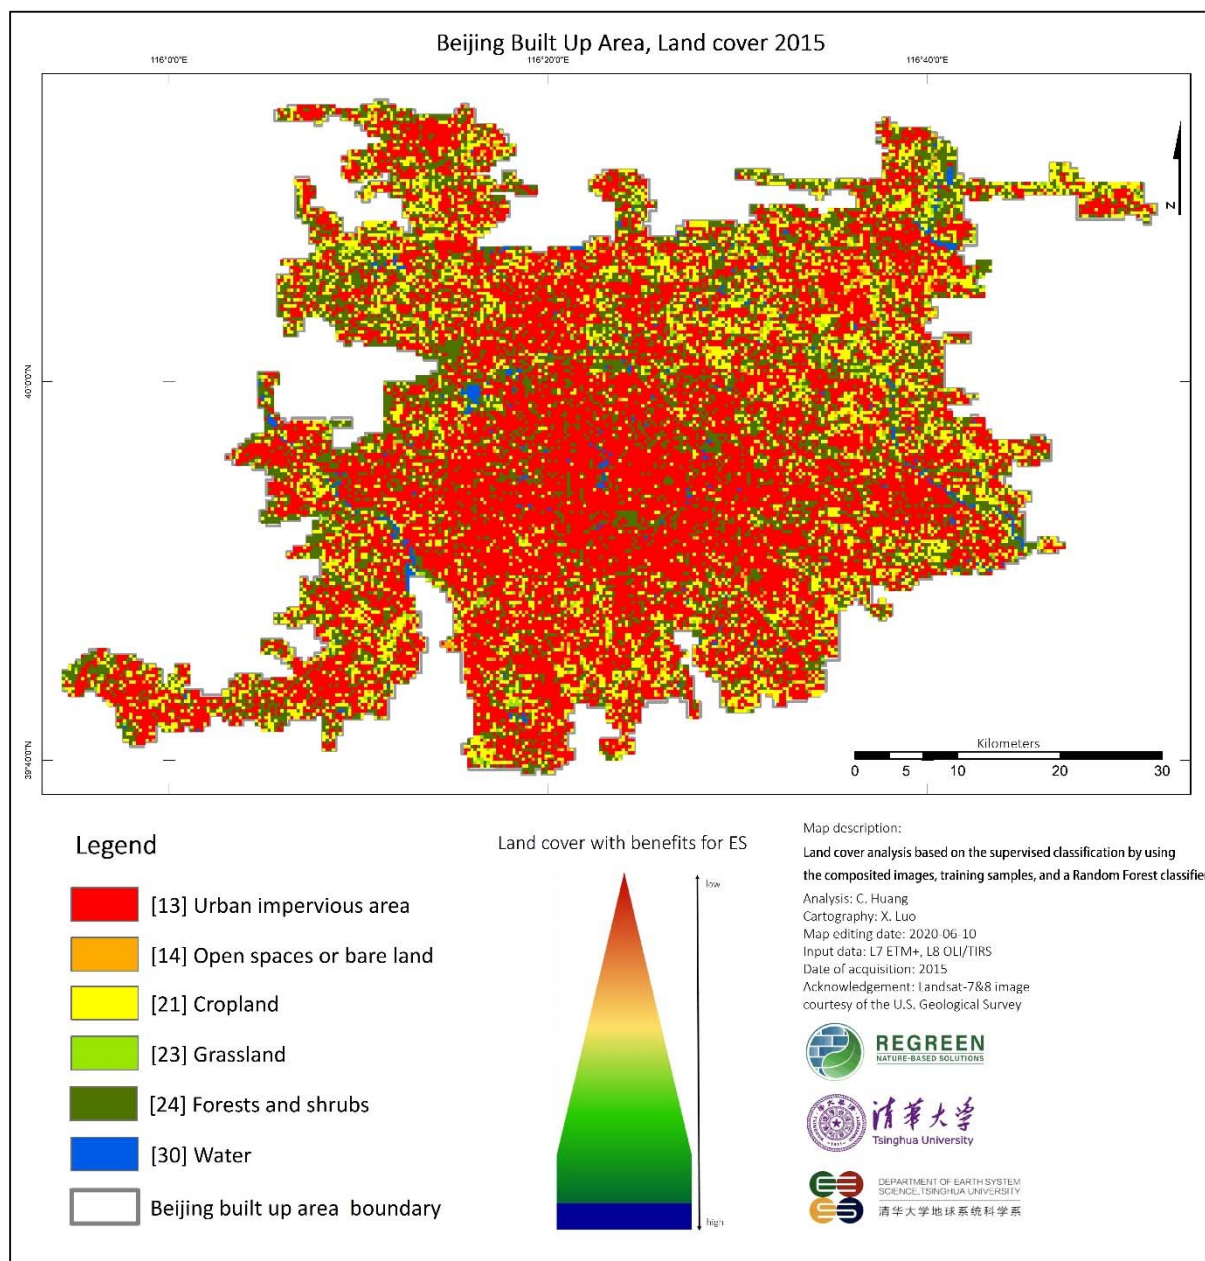 Beijing Built Up Area, Land cover 2015
116°0'0"E
116°20'0"E
116°40'0"E
40°0'0"N
39°40'0"N
N
Kilometers
0 5 10 20 30
Legend
[13] Urban impervious area
[14] Open spaces or bare land
[21] Cropland
[23] Grassland
[24] Forests and shrubs
[30] Water
Beijing built up area boundary
Land cover with benefits for ES
low
high
Map description:
Land cover analysis based on the supervised classification by using
the composited images, training samples, and a Random Forest classifier
Analysis: C. Huang
Cartography: X. Luo
Map editing date: 2020-06-10
Input data: L7 ETM+, L8 OLI/TIRS
Date of acquisition: 2015
Acknowledgement: Landsat-7&8 image
courtesy of the U.S. Geological Survey
REGREEN
NATURE-BASED SOLUTIONS
清華大学
Tsinghua University
DEPARTMENT OF EARTH SYSTEM
SCIENCE, TSINGHUA UNIVERSITY
清华大学地球系统科学系